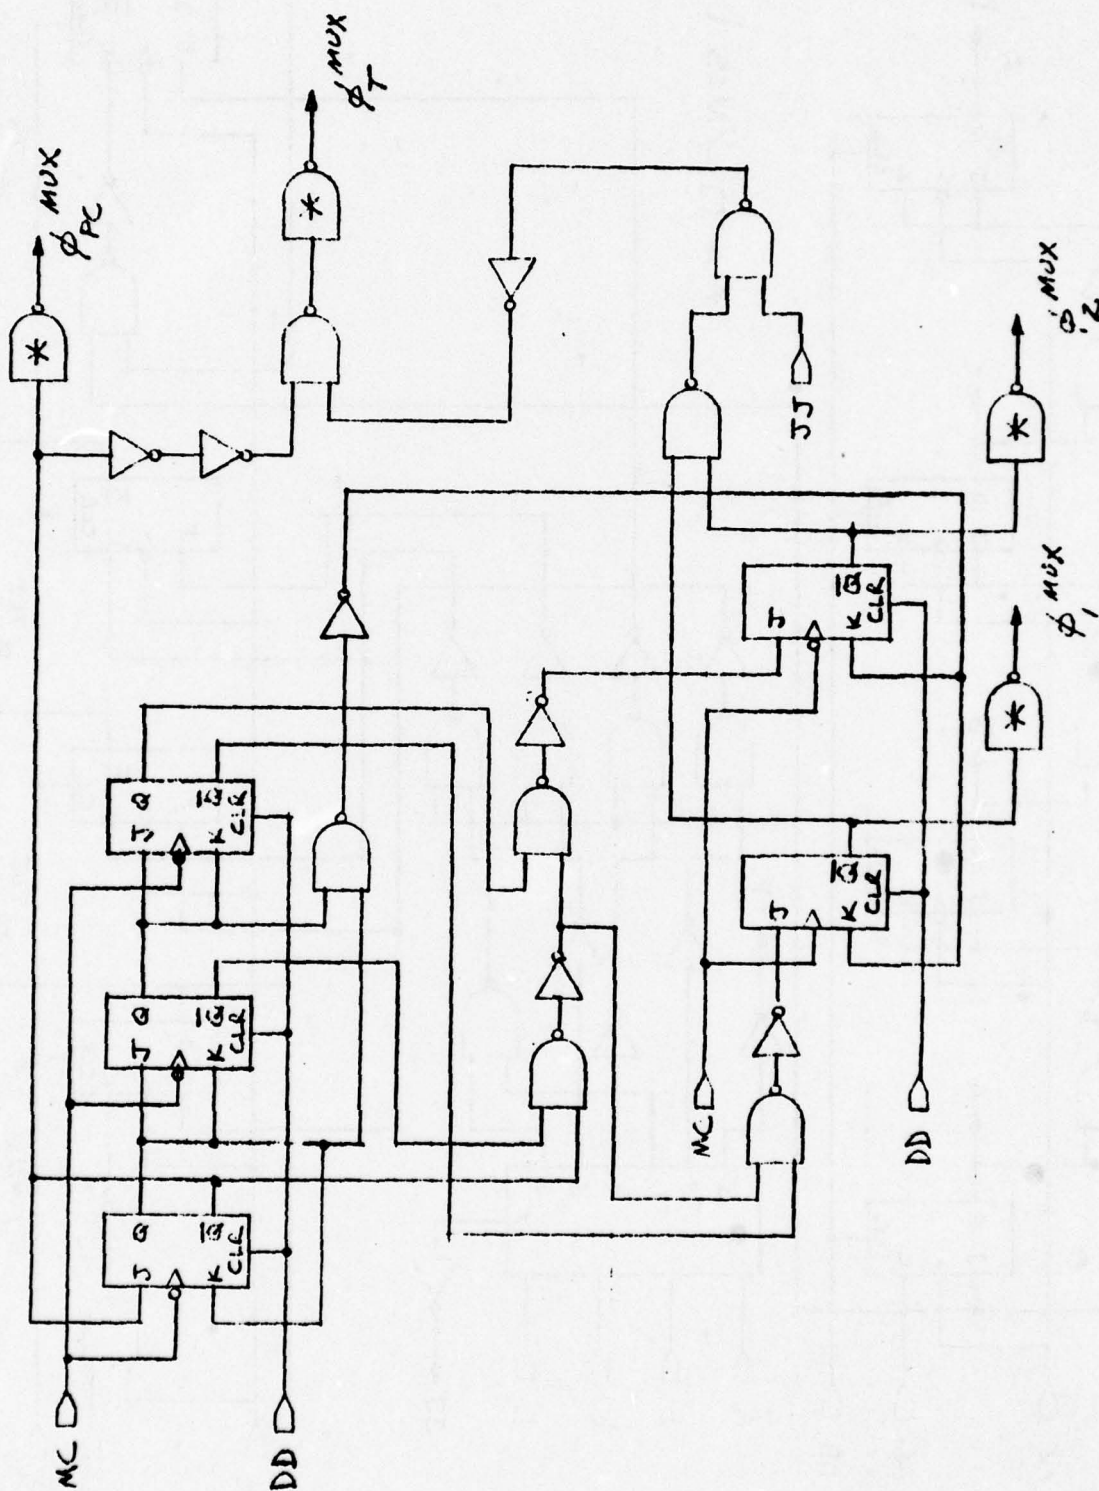 MC
DD
J Q
K Q̅
CLR
J Q
K Q̅
CLR
J Q
K Q̅
CLR
*
ϕ PC MUX
*
ϕ T MUX
MC
DD
J
K Q̅
CLR
J
K Q̅
CLR
JJ
*
ϕ 1 MUX
*
ϕ 2 MUX